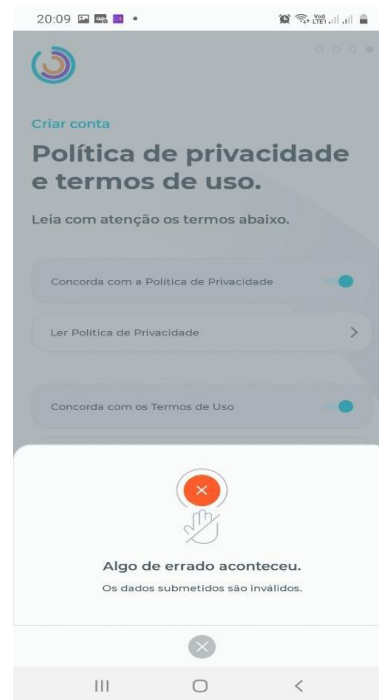 20:09
Criar conta
Política de privacidade
e termos de uso.
Leia com atenção os termos abaixo.
Concorda com a Política de Privacidade
Ler Política de Privacidade
Concorda com os Termos de Uso
Algo de errado aconteceu.
Os dados submetidos são inválidos.